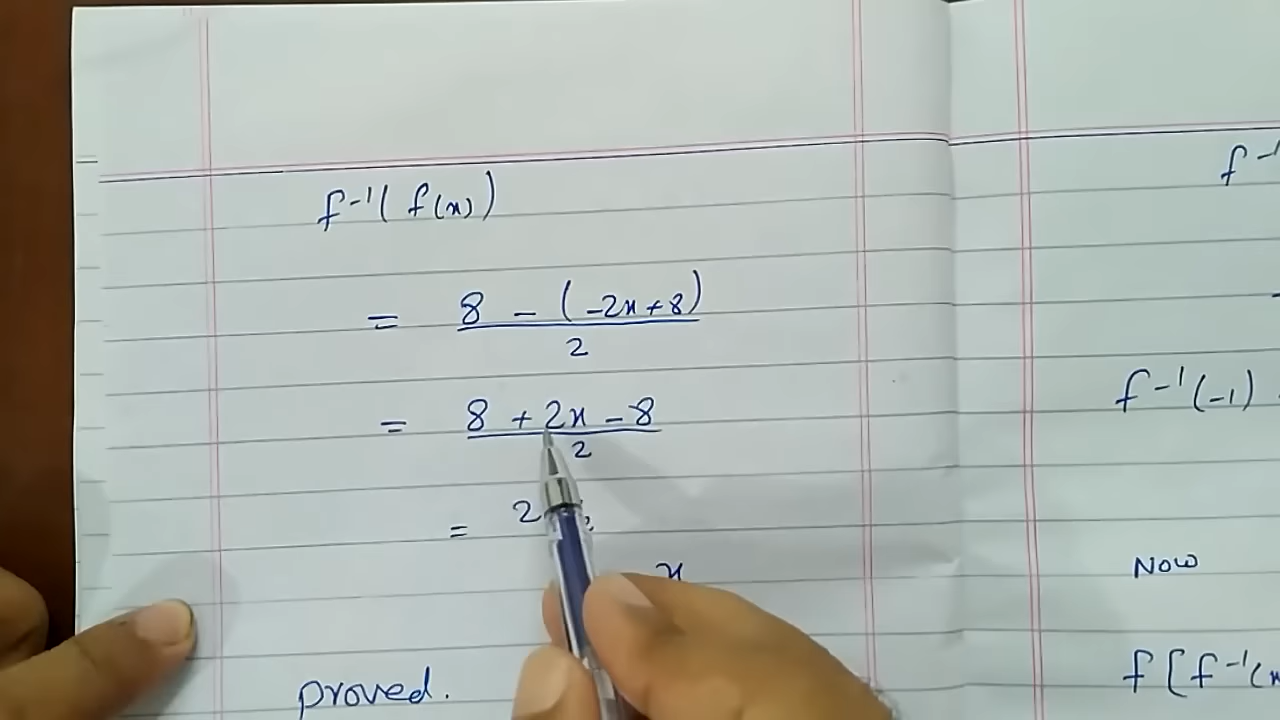 f⁻¹( f(x) )
= 8 - (-2x+8)
2
= 8 + 2x - 8
2
= 2
x
proved.
f⁻¹
f⁻¹(-1)
Now
f[f⁻¹(x